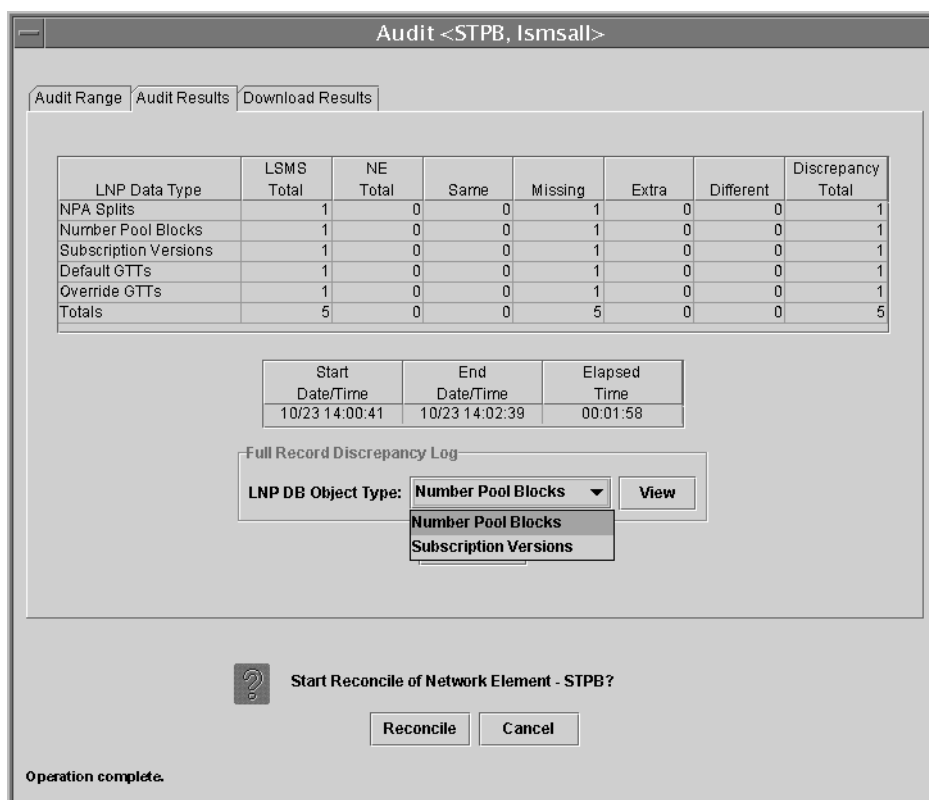 Audit <STPB, lsmsall>
Audit Range Audit Results Download Results
LNP Data Type LSMS Total NE Total Same Missing Extra Different Discrepancy Total
NPA Splits 1 0 0 1 0 0 1
Number Pool Blocks 1 0 0 1 0 0 1
Subscription Versions 1 0 0 1 0 0 1
Default GTTs 1 0 0 1 0 0 1
Override GTTs 1 0 0 1 0 0 1
Totals 5 0 0 5 0 0 5
Start Date/Time End Date/Time Elapsed Time
10/23 14:00:41 10/23 14:02:39 00:01:58
Full Record Discrepancy Log
LNP DB Object Type: Number Pool Blocks View
Number Pool Blocks
Subscription Versions
Start Reconcile of Network Element - STPB?
Reconcile Cancel
Operation complete.